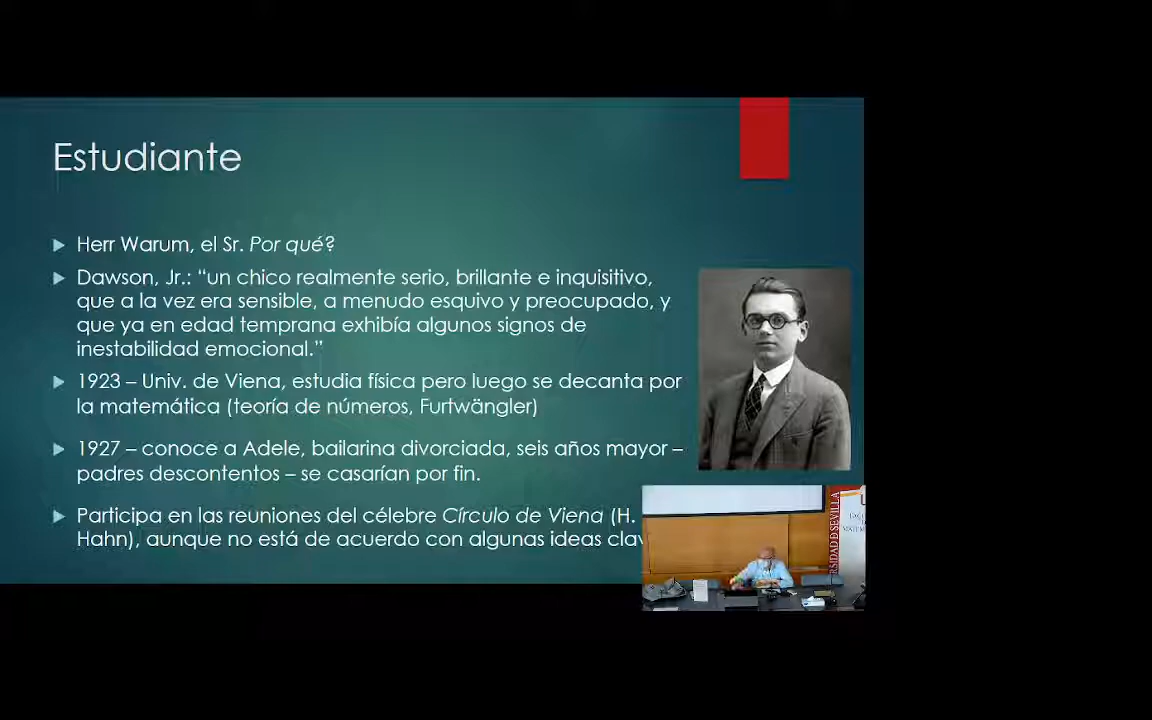 Estudiante
Herr Warum, el Sr. Por qué?
Dawson, Jr.: “un chico realmente serio, brillante e inquisitivo,
que a la vez era sensible, a menudo esquivo y preocupado, y
que ya en edad temprana exhibía algunos signos de
inestabilidad emocional.”
1923 – Univ. de Viena, estudia física pero luego se decanta por
la matemática (teoría de números, Furtwängler)
1927 – conoce a Adele, bailarina divorciada, seis años mayor –
padres descontentos – se casarían por fin.
Participa en las reuniones del célebre Círculo de Viena (H.
Hahn), aunque no está de acuerdo con algunas ideas clav
SEVILLA